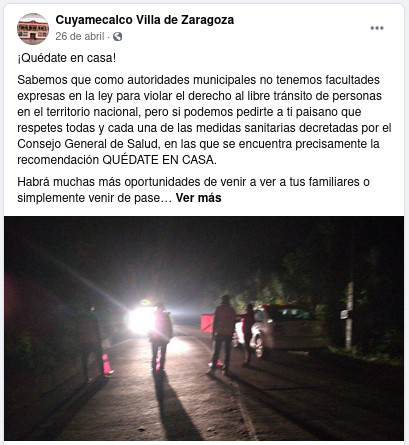 Cuyamecalco Villa de Zaragoza
26 de abril ·
¡Quédate en casa!
Sabemos que como autoridades municipales no tenemos facultades
expresas en la ley para violar el derecho al libre tránsito de personas
en el territorio nacional, pero si podemos pedirte a ti paisano que
respetes todas y cada una de las medidas sanitarias decretadas por el
Consejo General de Salud, en las que se encuentra precisamente la
recomendación QUÉDATE EN CASA.
Habrá muchas más oportunidades de venir a ver a tus familiares o
simplemente venir de pase… Ver más